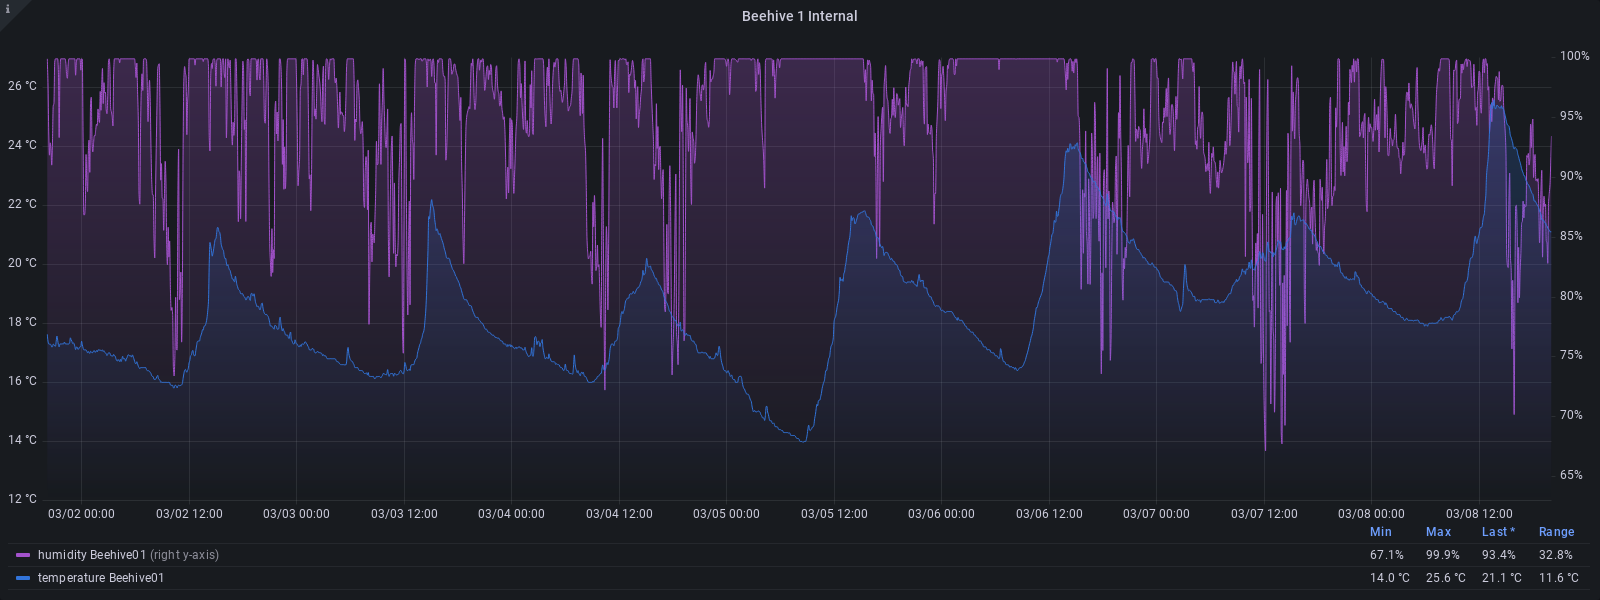 i
Beehive 1 Internal
100%
26 °C
95%
24 °C
90%
22 °C
85%
20 °C
80%
18 °C
75%
16 °C
70%
14 °C
65%
12 °C
03/02 00:00 03/02 12:00 03/03 00:00 03/03 12:00 03/04 00:00 03/04 12:00 03/05 00:00 03/05 12:00 03/06 00:00 03/06 12:00 03/07 00:00 03/07 12:00 03/08 00:00 03/08 12:00
Min Max Last * Range
humidity Beehive01 (right y-axis) 67.1% 99.9% 93.4% 32.8%
temperature Beehive01 14.0 °C 25.6 °C 21.1 °C 11.6 °C